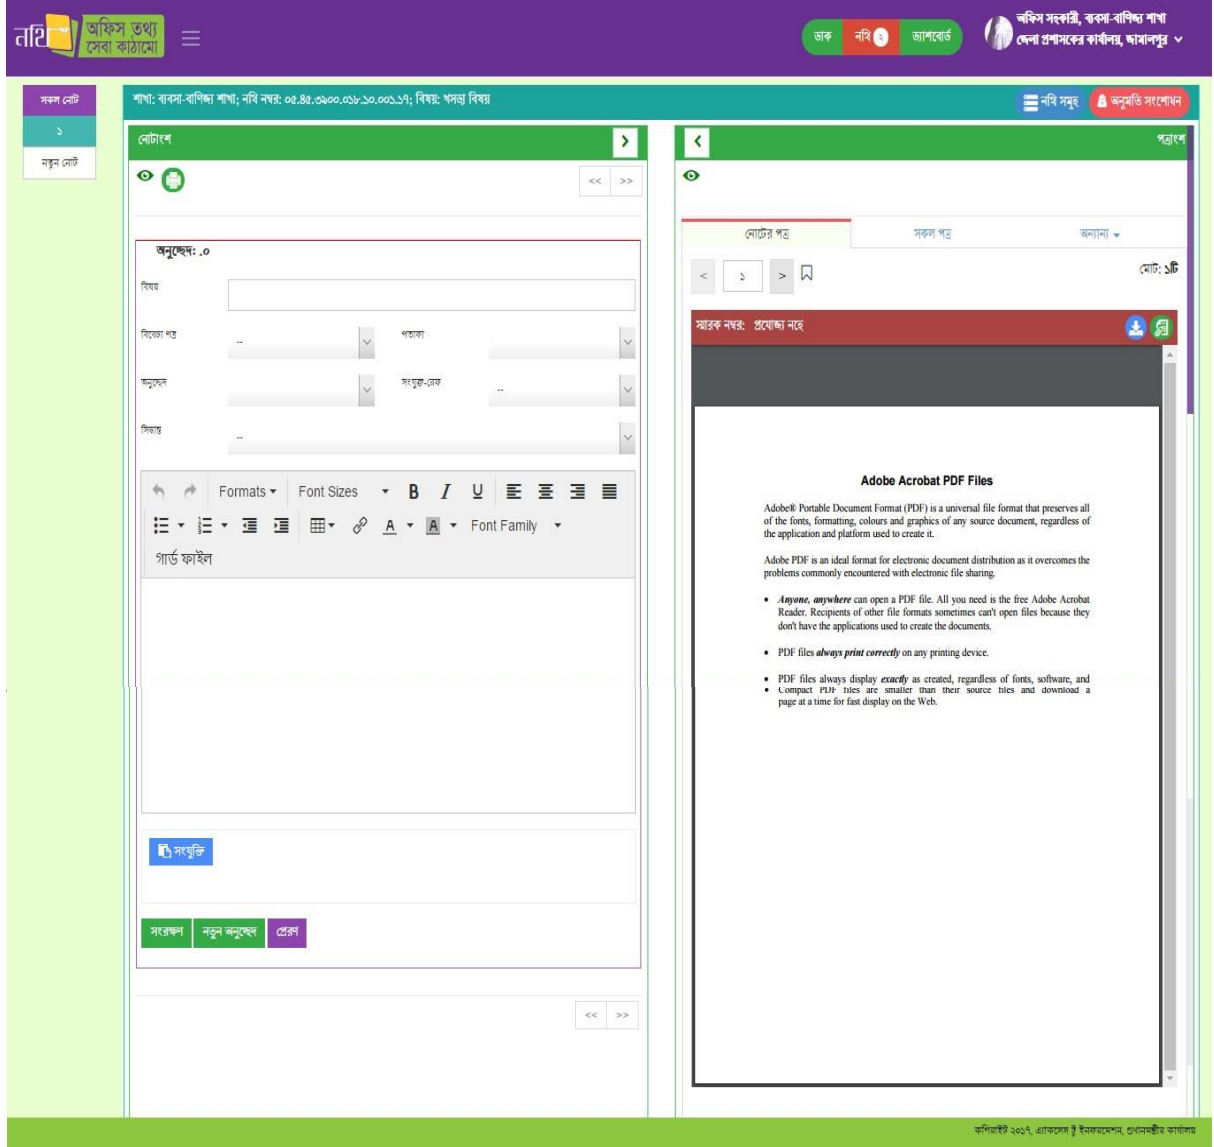 নথি অফিস তথ্য
সেবা কাঠামো
ডাক নথি ২ ড্যাশবোর্ড
অফিস সহকারী, ব্যবসা-বাণিজ্য শাখা
জেলা প্রশাসকের কার্যালয়, জামালপুর
সকল নোট
১
নতুন নোট
শাখা: ব্যবসা-বাণিজ্য শাখা; নথি নম্বর: ০৫.৪৫.৩৯০০.০১৮.১০.০০১.১৭; বিষয়: খসড়া বিষয়
নথি সমূহ অনুমতি সংশোধন
নোটাংশ
<< >>
অনুচ্ছেদ: .০
বিষয়
বিবেচ্য পত্র -- পতাকা
অনুচ্ছেদ সংযুক্ত-রেফ --
সিদ্ধান্ত --
Formats Font Sizes B I U
A A Font Family
গার্ড ফাইল
সংযুক্তি
সংরক্ষণ নতুন অনুচ্ছেদ প্রেরণ
<< >>
পত্রাংশ
নোটের পত্র সকল পত্র অন্যান্য
< ১ > মোট: ১টি
স্মারক নম্বর: প্রযোজ্য নহে
Adobe Acrobat PDF Files
Adobe® Portable Document Format (PDF) is a universal file format that preserves all
of the fonts, formatting, colours and graphics of any source document, regardless of
the application and platform used to create it.
Adobe PDF is an ideal format for electronic document distribution as it overcomes the
problems commonly encountered with electronic file sharing.
• Anyone, anywhere can open a PDF file. All you need is the free Adobe Acrobat
Reader. Recipients of other file formats sometimes can't open files because they
don't have the applications used to create the documents.
• PDF files always print correctly on any printing device.
• PDF files always display exactly as created, regardless of fonts, software, and
• Compact PDF files are smaller than their source files and download a
page at a time for fast display on the Web.
কপিরাইট ২০১৭, এ্যাকসেস টু ইনফরমেশন, প্রধানমন্ত্রীর কার্যালয়